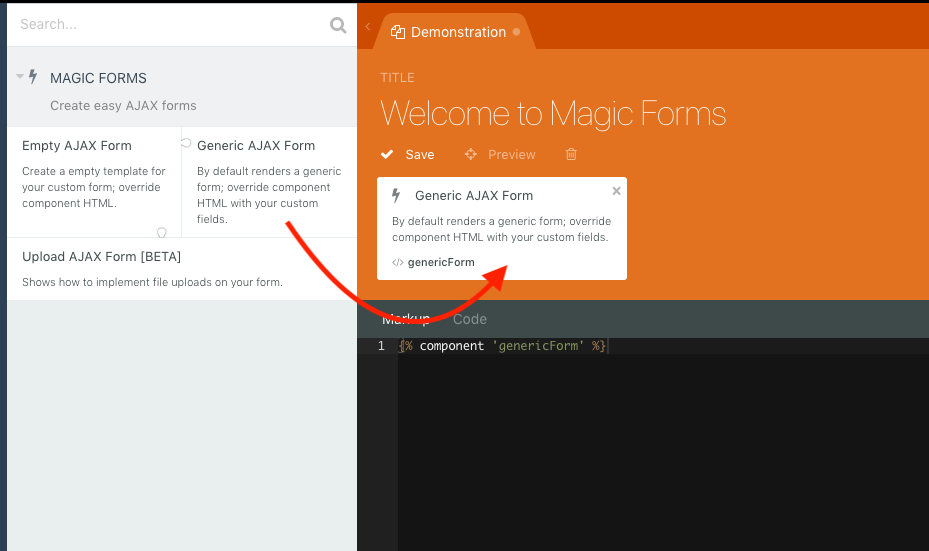 Search...
MAGIC FORMS
Create easy AJAX forms
Empty AJAX Form
Create a empty template for
your custom form; override
component HTML.
Generic AJAX Form
By default renders a generic
form; override component
HTML with your custom
fields.
Upload AJAX Form [BETA]
Shows how to implement file uploads on your form.
Demonstration
TITLE
Welcome to Magic Forms
Save Preview
Generic AJAX Form
By default renders a generic form; override
component HTML with your custom fields.
</> genericForm
Markup Code
1 {% component 'genericForm' %}